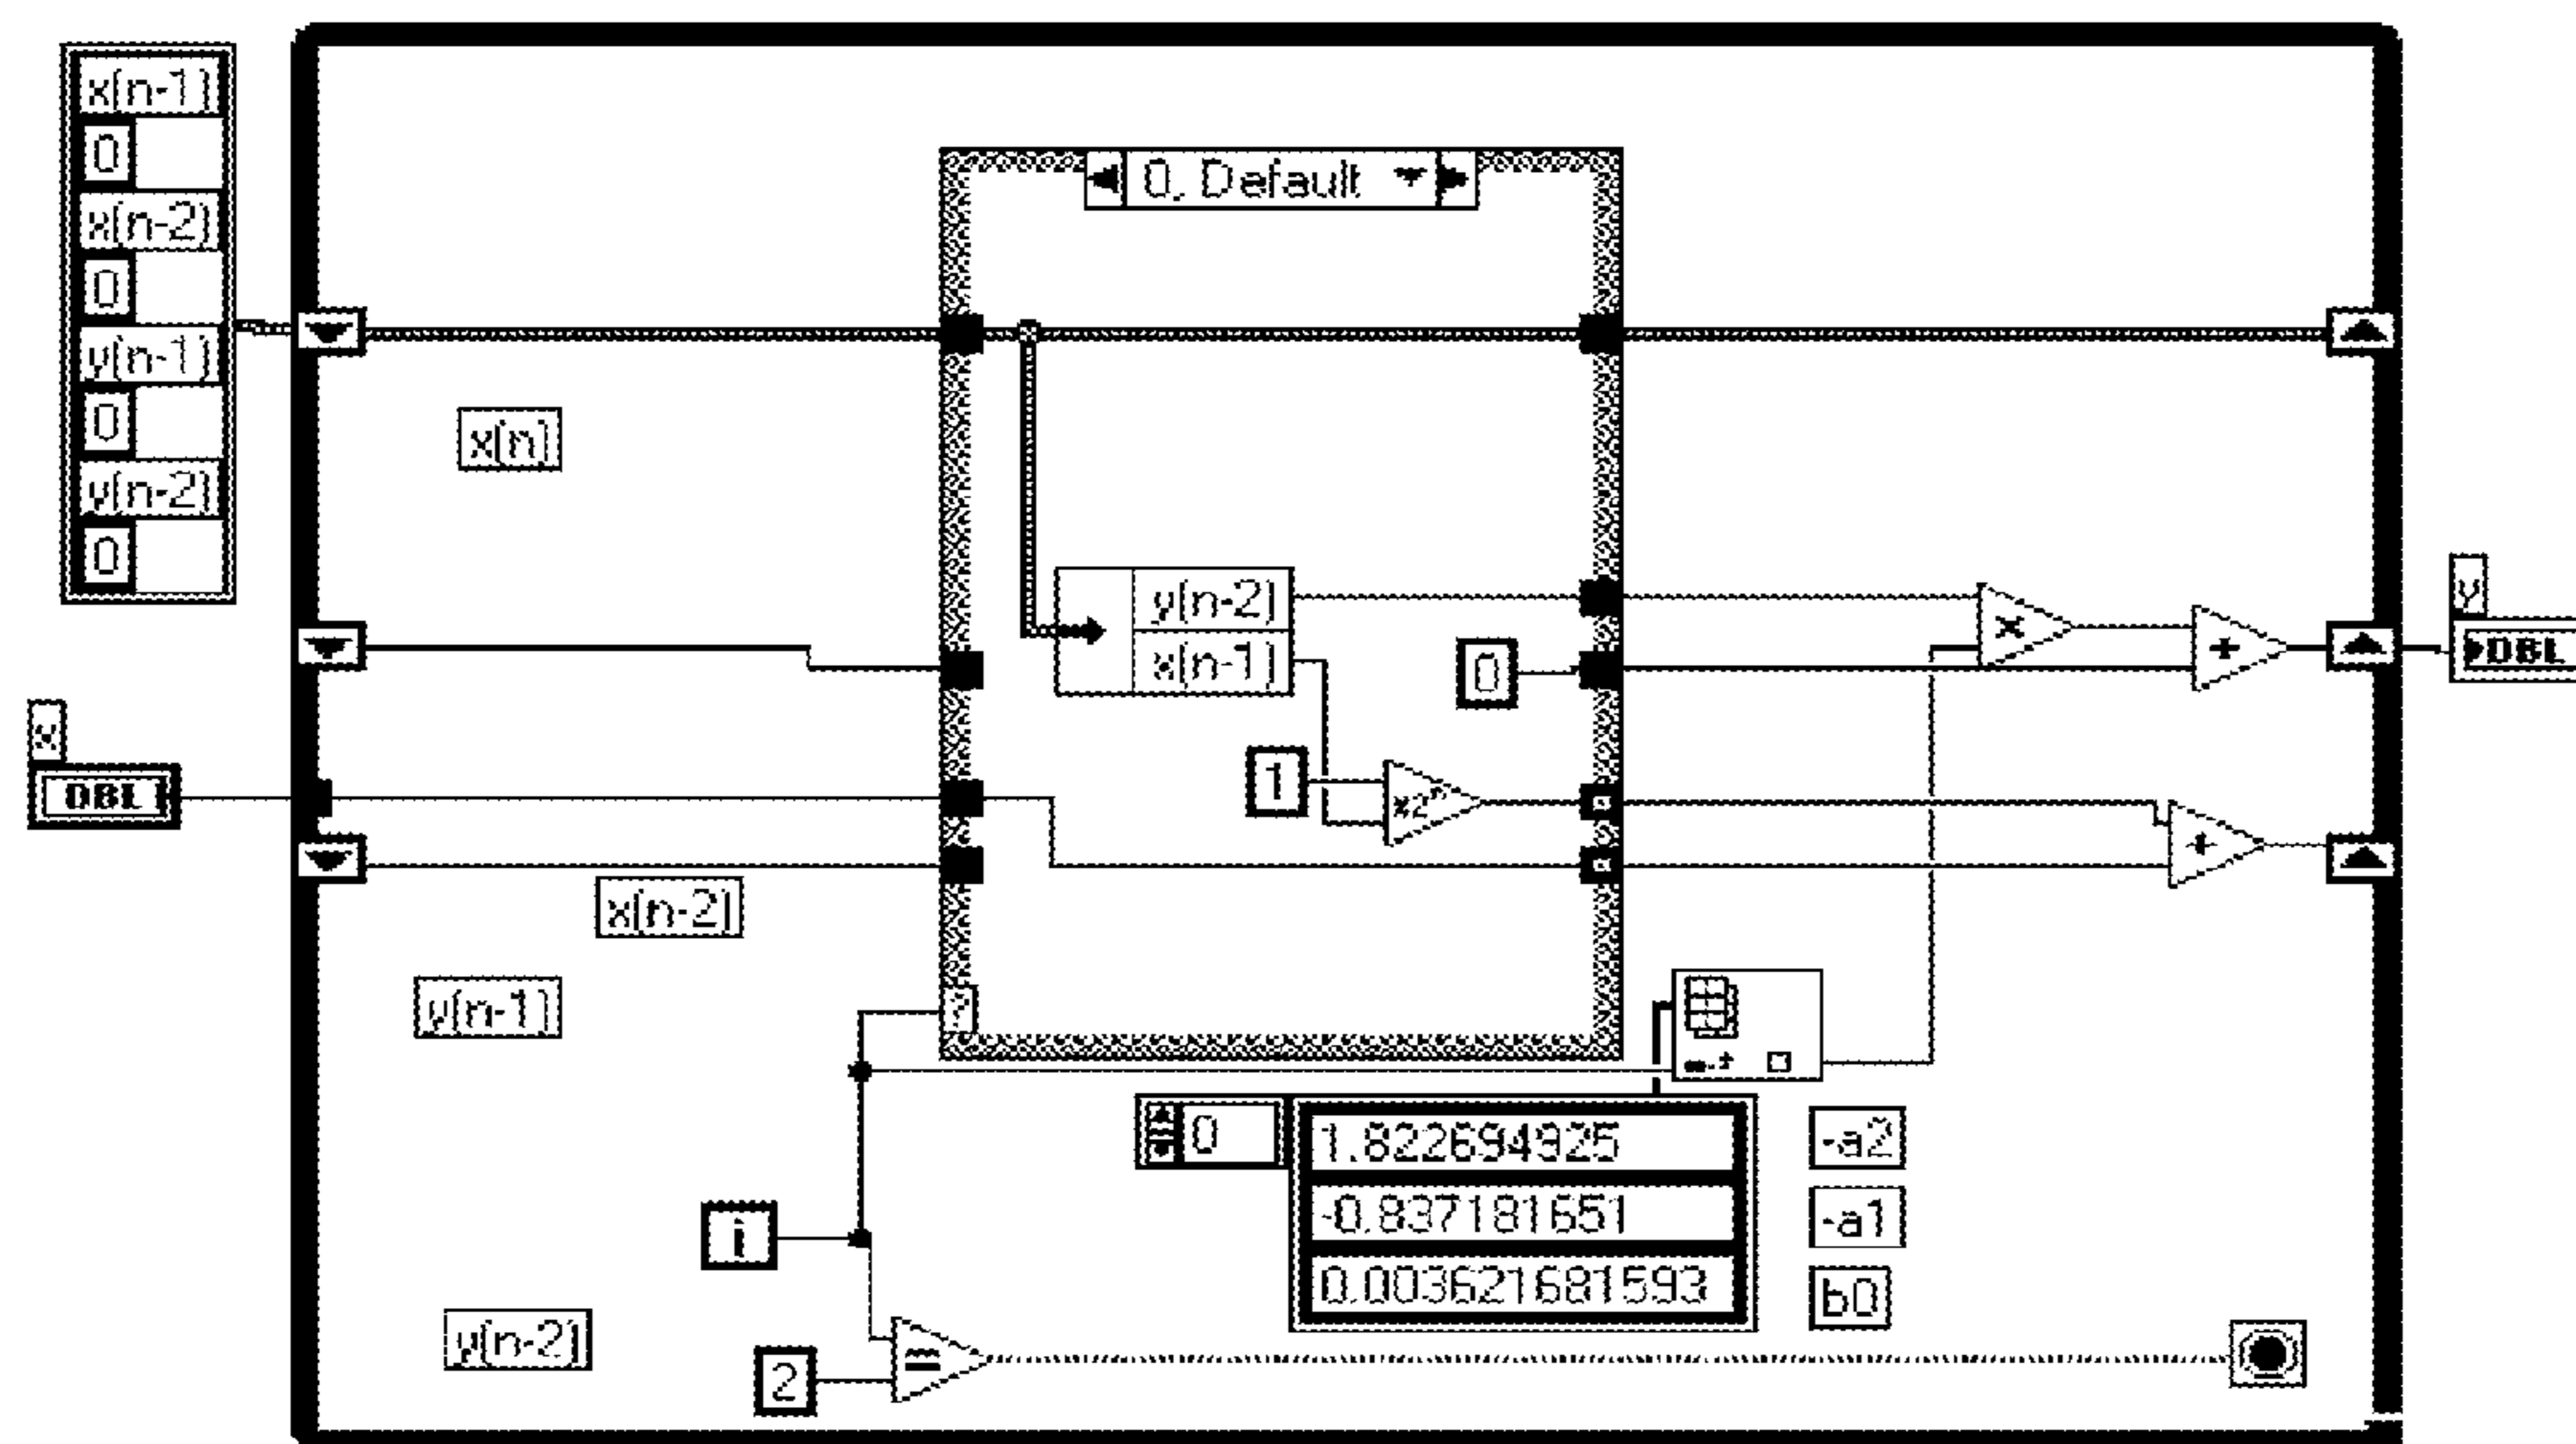 x[n-1]
0
x[n-2]
0
y[n-1]
0
y[n-2]
0
0, Default
x[n]
y[n-2]
x[n-1]
0
×
+
y
DBL
x
DBL
1
x2^n
+
x[n-2]
y[n-1]
?
0
1.822694925
-a2
-0.837181651
-a1
0.003621681593
b0
i
y[n-2]
2
=